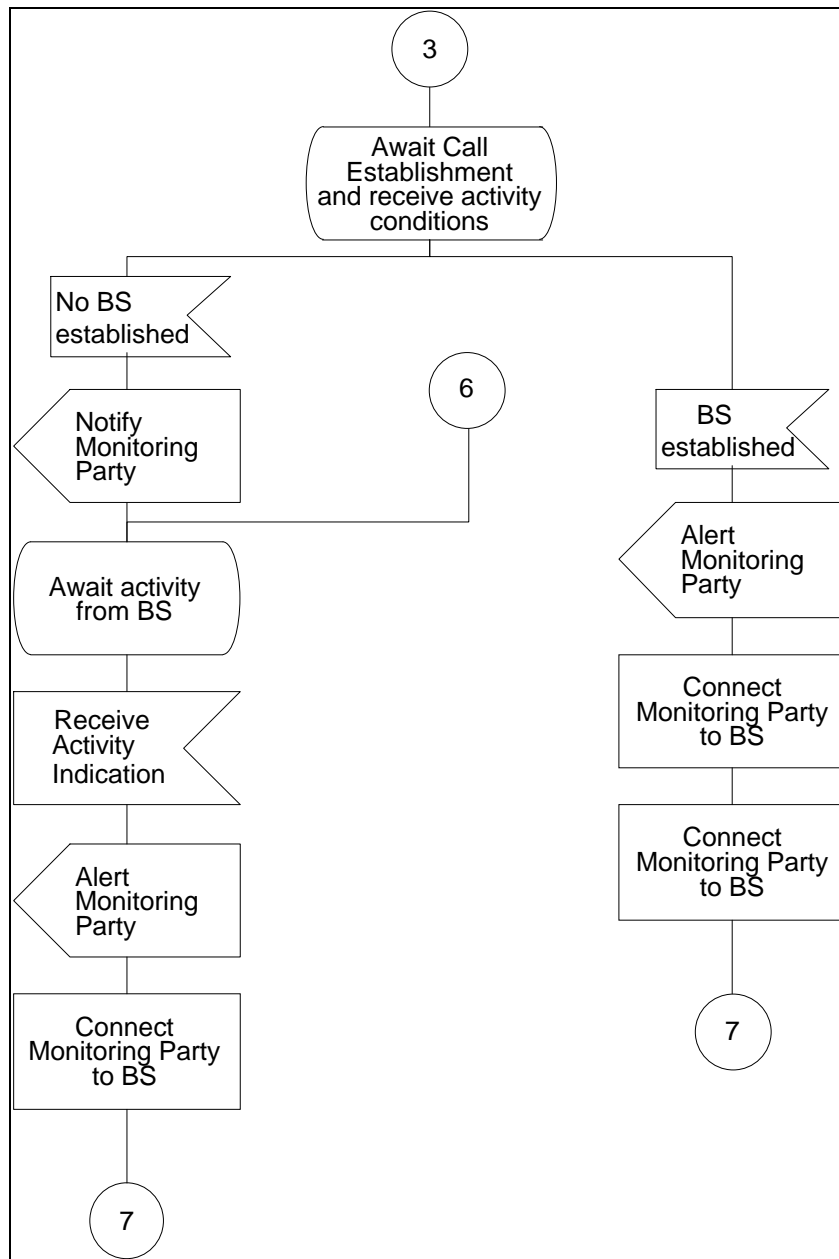 3
Await Call
Establishment
and receive activity
conditions
No BS
established
Notify
Monitoring
Party
6
BS
established
Alert
Monitoring
Party
Await activity
from BS
Connect
Monitoring Party
to BS
Receive
Activity
Indication
Connect
Monitoring Party
to BS
Alert
Monitoring
Party
7
Connect
Monitoring Party
to BS
7